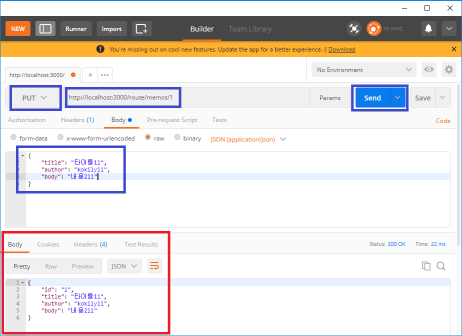 NEW
Runner
Import
Builder
Team Library
IN SYNC
You're missing out on cool new features. Update the app for a better experience. | Download
http://localhost:3000/
No Environment
PUT
http://localhost:3000/route/memos/1
Params
Send
Save
Authorization
Headers (1)
Body
Pre-request Script
Tests
Code
form-data
x-www-form-urlencoded
raw
binary
JSON (application/json)
{
"title": "타이틀11",
"author": "kokily11",
"body": "내용211"
}
Body
Cookies
Headers (4)
Test Results
Status: 200 OK
Time: 22 ms
Pretty
Raw
Preview
JSON
1 {
2 "id": "1",
3 "title": "타이틀11",
4 "author": "kokily11",
5 "body": "내용211"
6 }